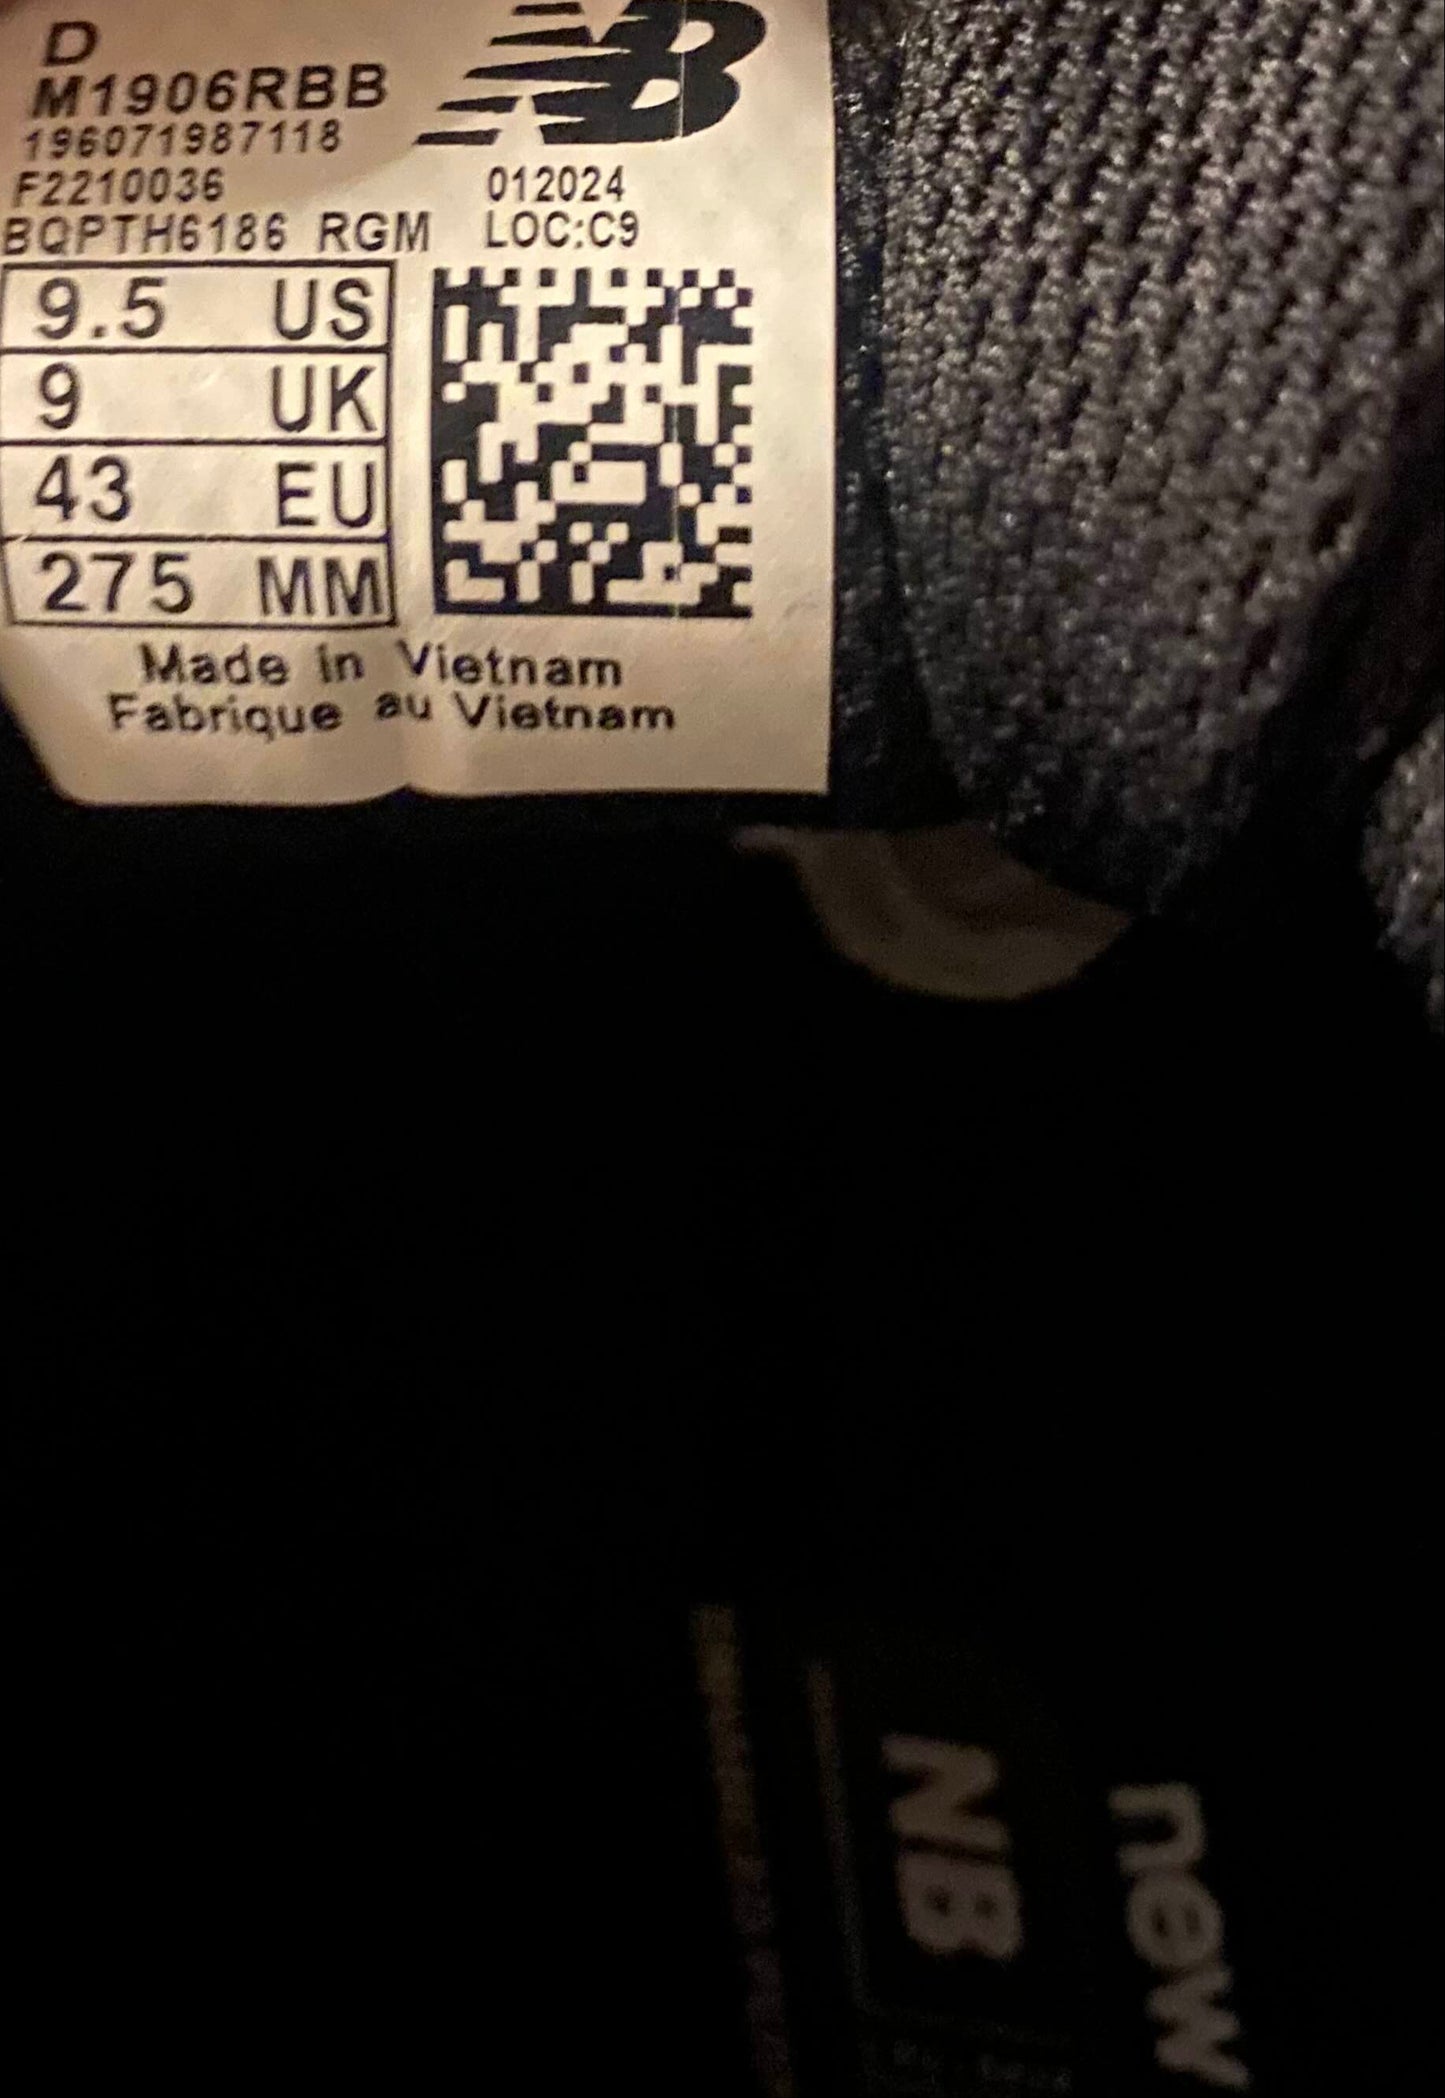 D
M1906RBB
NB
196071987118
F2210036 012024
BQPTH6186 RGM LOC:C9
9.5 US
9 UK
43 EU
275 MM
Made in Vietnam
Fabrique au Vietnam
NB
new